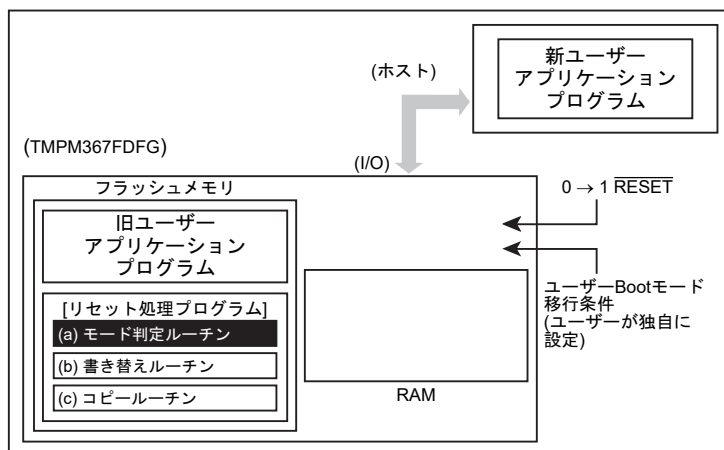 新ユーザー
アプリケーション
プログラム
(ホスト)
(TMPM367FDFG)
(I/O)
フラッシュメモリ
0 → 1 RESET
旧ユーザー
アプリケーション
プログラム
ユーザーBootモード
移行条件
(ユーザーが独自に
設定)
[リセット処理プログラム]
(a) モード判定ルーチン
(b) 書き替えルーチン
(c) コピールーチン
RAM